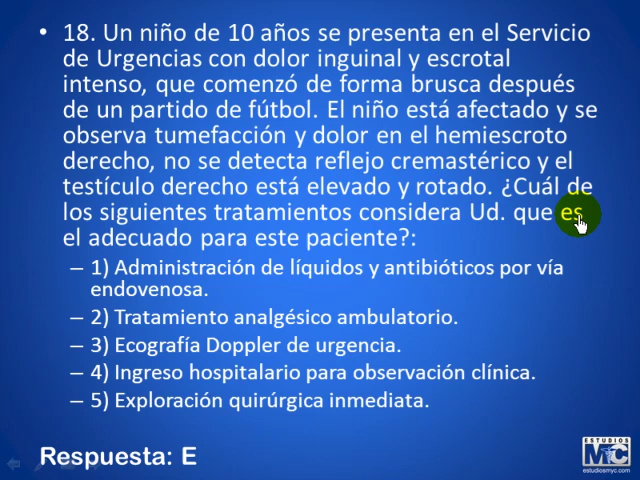 • 18. Un niño de 10 años se presenta en el Servicio
de Urgencias con dolor inguinal y escrotal
intenso, que comenzó de forma brusca después
de un partido de fútbol. El niño está afectado y se
observa tumefacción y dolor en el hemiescroto
derecho, no se detecta reflejo cremastérico y el
testículo derecho está elevado y rotado. ¿Cuál de
los siguientes tratamientos considera Ud. que es
el adecuado para este paciente?:
– 1) Administración de líquidos y antibióticos por vía
endovenosa.
– 2) Tratamiento analgésico ambulatorio.
– 3) Ecografía Doppler de urgencia.
– 4) Ingreso hospitalario para observación clínica.
– 5) Exploración quirúrgica inmediata.
Respuesta: E
ESTUDIOS
MyC
estudiosmyc.com